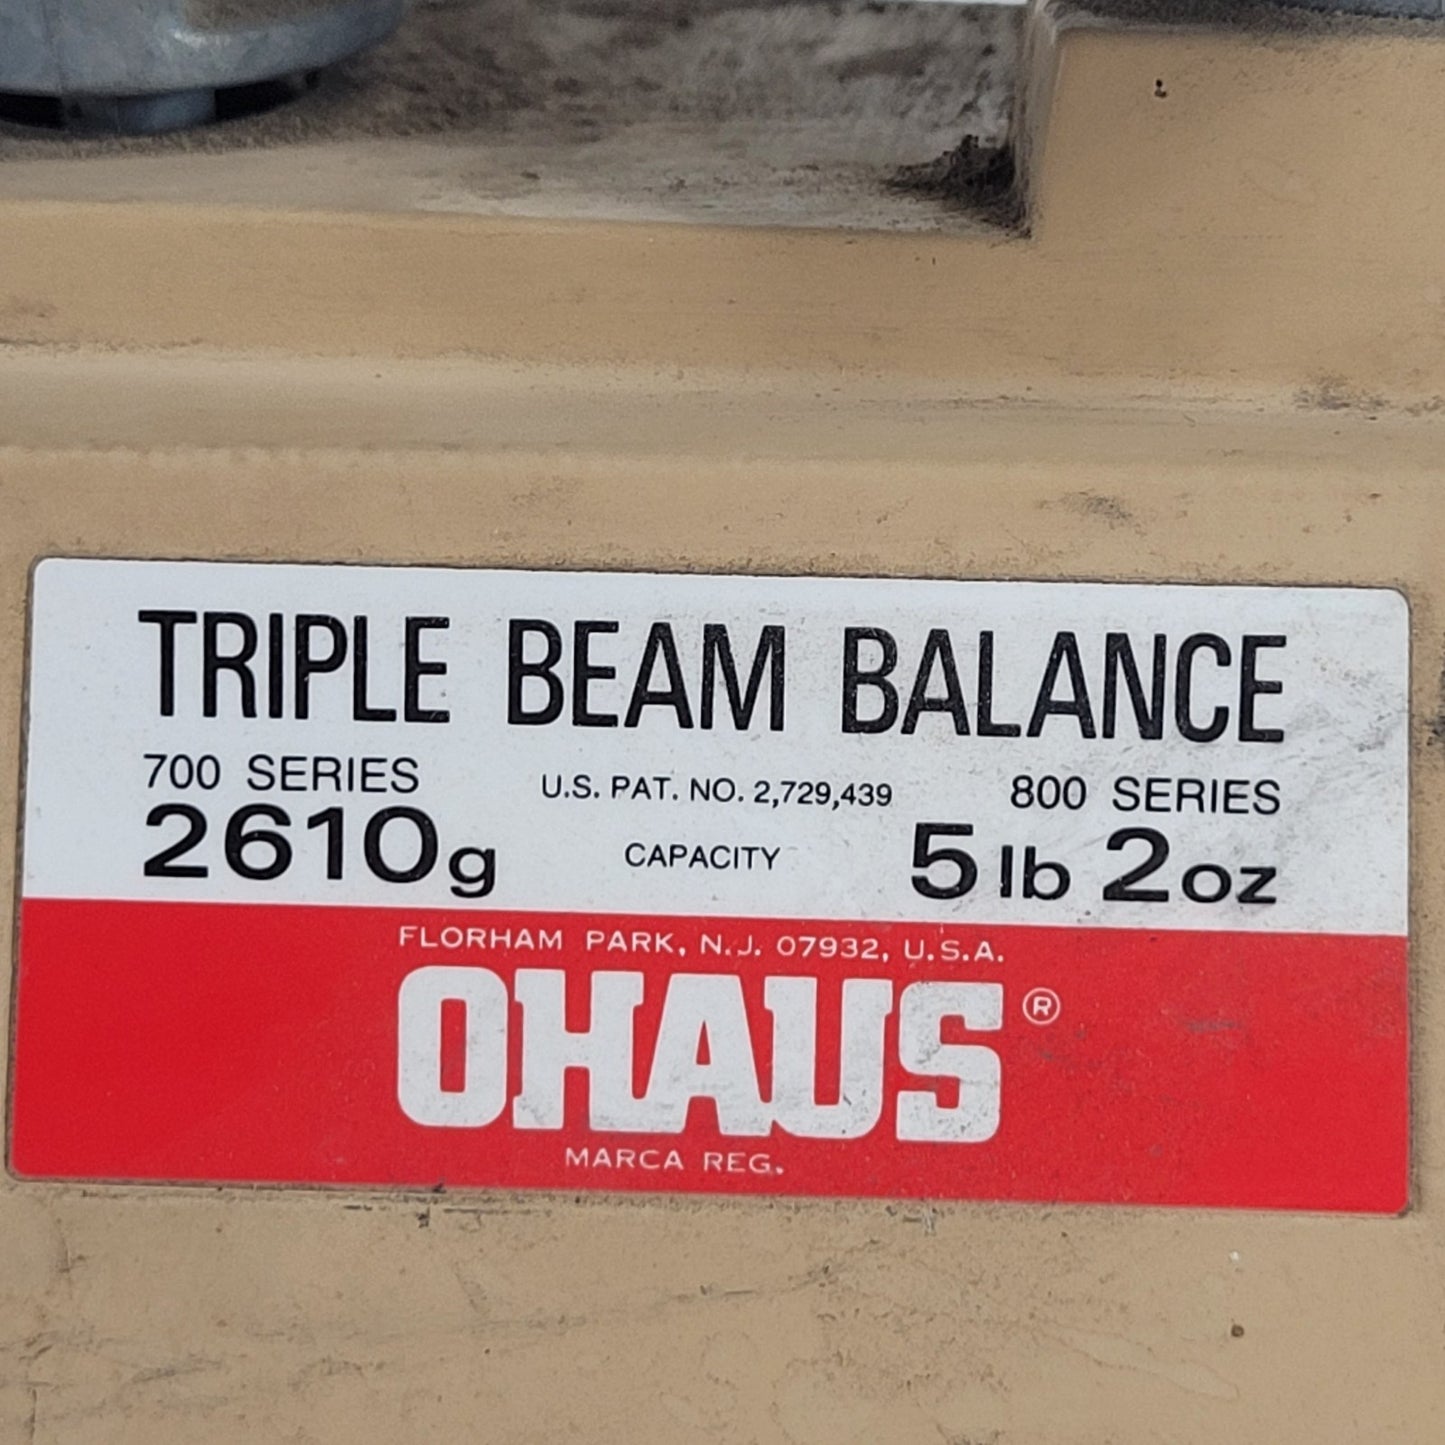 TRIPLE BEAM BALANCE
700 SERIES U.S. PAT. NO. 2,729,439 800 SERIES
2610g CAPACITY 5 lb 2 oz
FLORHAM PARK, N.J. 07932, U.S.A.
OHAUS®
MARCA REG.